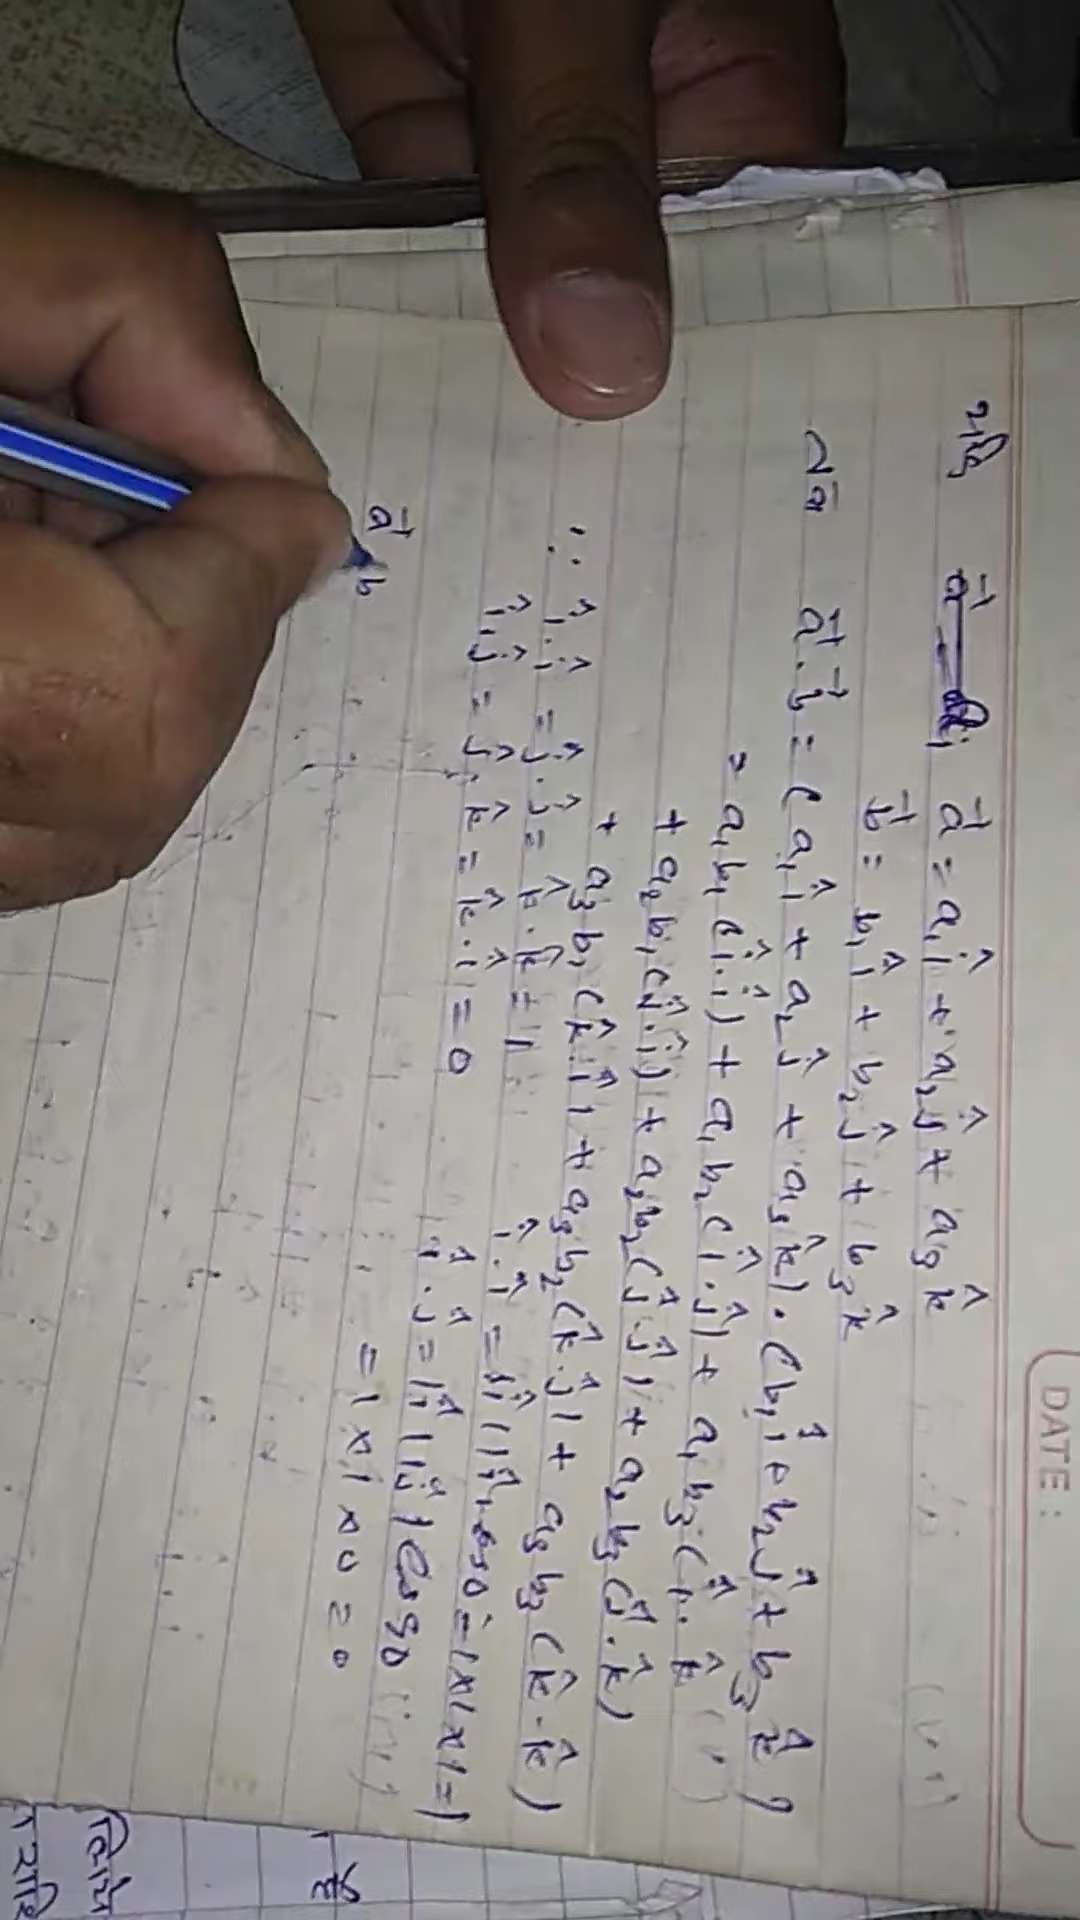 DATE :
यदि a⃗ = a₁î + a₂ĵ + a₃k̂
b⃗ = b₁î + b₂ĵ + b₃k̂
तब a⃗.b⃗ = (a₁î + a₂ĵ + a₃k̂).(b₁î + b₂ĵ + b₃k̂)
= a₁b₁(î.î) + a₁b₂(î.ĵ) + a₁b₃(î.k̂)
+ a₂b₁(ĵ.î) + a₂b₂(ĵ.ĵ) + a₂b₃(ĵ.k̂)
+ a₃b₁(k̂.î) + a₃b₂(k̂.ĵ) + a₃b₃(k̂.k̂)
∵ î.î = ĵ.ĵ = k̂.k̂ = 1
î.î = |î||î|cos0 = 1×1×1=1
î.ĵ = ĵ.k̂ = k̂.î = 0
î.ĵ = |î||ĵ|cos90
= 1×1×0=0
a⃗ b